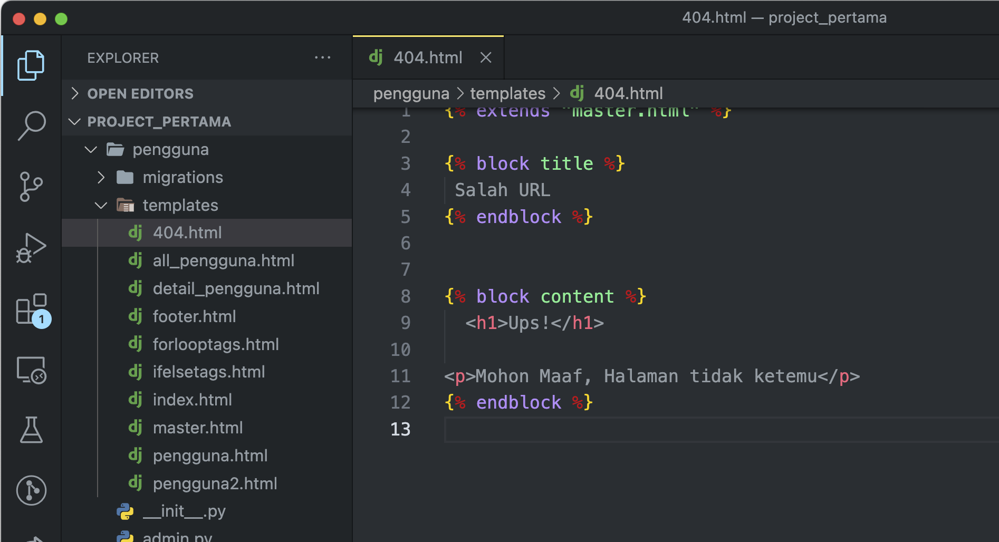 404.html — project_pertama
EXPLORER
OPEN EDITORS
PROJECT_PERTAMA
pengguna
migrations
templates
dj 404.html
dj all_pengguna.html
dj detail_pengguna.html
dj footer.html
dj forlooptags.html
dj ifelsetags.html
dj index.html
dj master.html
dj pengguna.html
dj pengguna2.html
__init__.py
admin.py
1
dj 404.html
pengguna > templates > dj 404.html
1 {% extends "master.html" %}
2
3 {% block title %}
4 Salah URL
5 {% endblock %}
6
7
8 {% block content %}
9 <h1>Ups!</h1>
10
11 <p>Mohon Maaf, Halaman tidak ketemu</p>
12 {% endblock %}
13